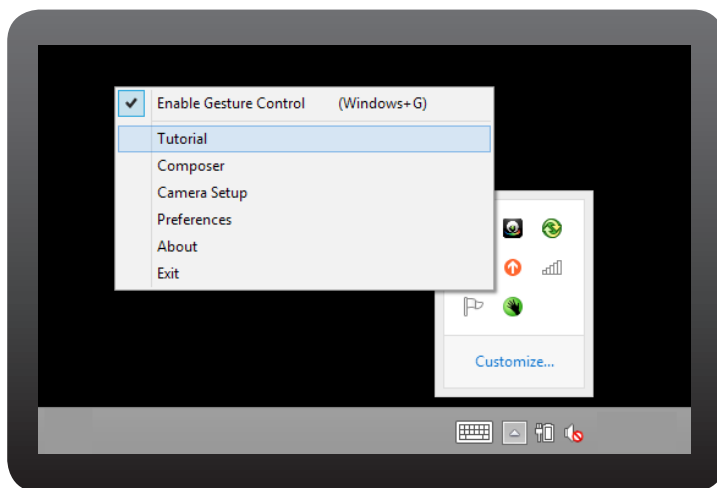 Enable Gesture Control (Windows+G)
Tutorial
Composer
Camera Setup
Preferences
About
Exit
Customize...